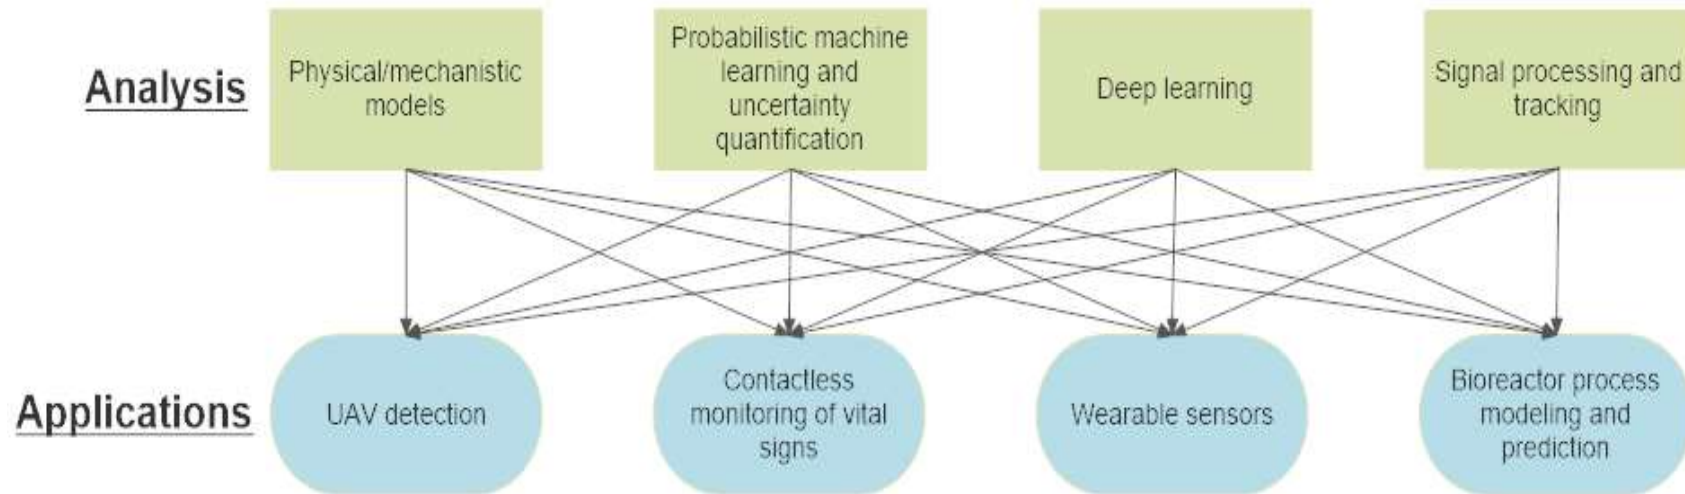 Analysis
Physical/mechanistic
models
Probabilistic machine
learning and
uncertainty
quantification
Deep learning
Signal processing and
tracking
Applications
UAV detection
Contactless
monitoring of vital
signs
Wearable sensors
Bioreactor process
modeling and
prediction